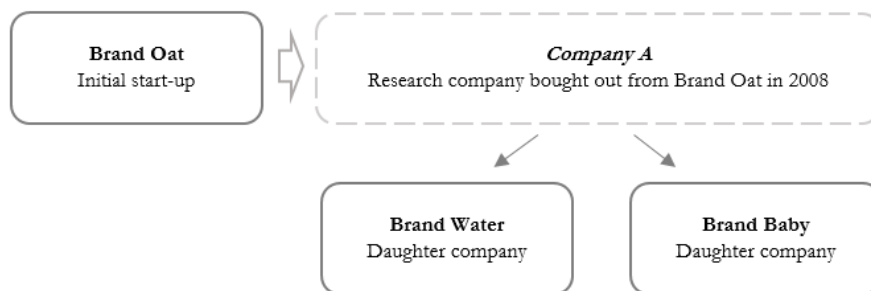 Brand Oat
Initial start-up
Company A
Research company bought out from Brand Oat in 2008
Brand Water
Daughter company
Brand Baby
Daughter company